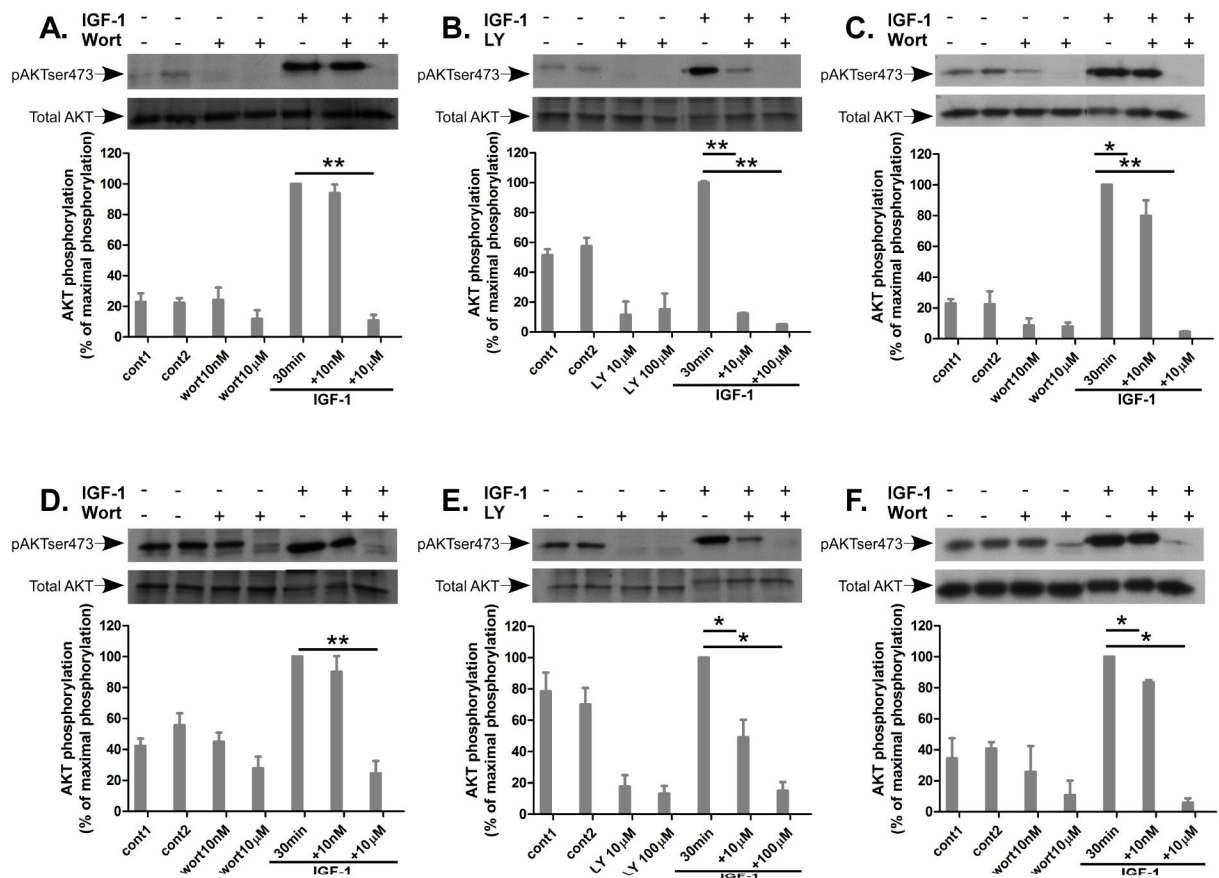 A.
IGF-1 - - - - + + +
Wort - - + + - + +
pAKTser473
Total AKT
AKT phosphorylation
(% of maximal phosphorylation)
120
100
80
60
40
20
0
**
cont1 cont2 wort10nM wort10μM 30min +10nM +10μM
IGF-1
B.
IGF-1 - - - - + + +
LY - - + + - + +
pAKTser473
Total AKT
AKT phosphorylation
(% of maximal phosphorylation)
120
100
80
60
40
20
0
**
**
cont1 cont2 LY 10μM LY 100μM 30min +10μM +100μM
IGF-1
C.
IGF-1 - - - - + + +
Wort - - + + - + +
pAKTser473
Total AKT
AKT phosphorylation
(% of maximal phosphorylation)
120
100
80
60
40
20
0
*
**
cont1 cont2 wort10nM wort10μM 30min +10nM +10μM
IGF-1
D.
IGF-1 - - - - + + +
Wort - - + + - + +
pAKTser473
Total AKT
AKT phosphorylation
(% of maximal phosphorylation)
120
100
80
60
40
20
0
**
cont1 cont2 wort10nM wort10μM 30min +10nM +10μM
IGF-1
E.
IGF-1 - - - - + + +
LY - - + + - + +
pAKTser473
Total AKT
AKT phosphorylation
(% of maximal phosphorylation)
120
100
80
60
40
20
0
*
*
cont1 cont2 LY 10μM LY 100μM 30min +10μM +100μM
IGF-1
F.
IGF-1 - - - - + + +
Wort - - + + - + +
pAKTser473
Total AKT
AKT phosphorylation
(% of maximal phosphorylation)
120
100
80
60
40
20
0
*
*
cont1 cont2 wort10nM wort10μM 30min +10nM +10μM
IGF-1